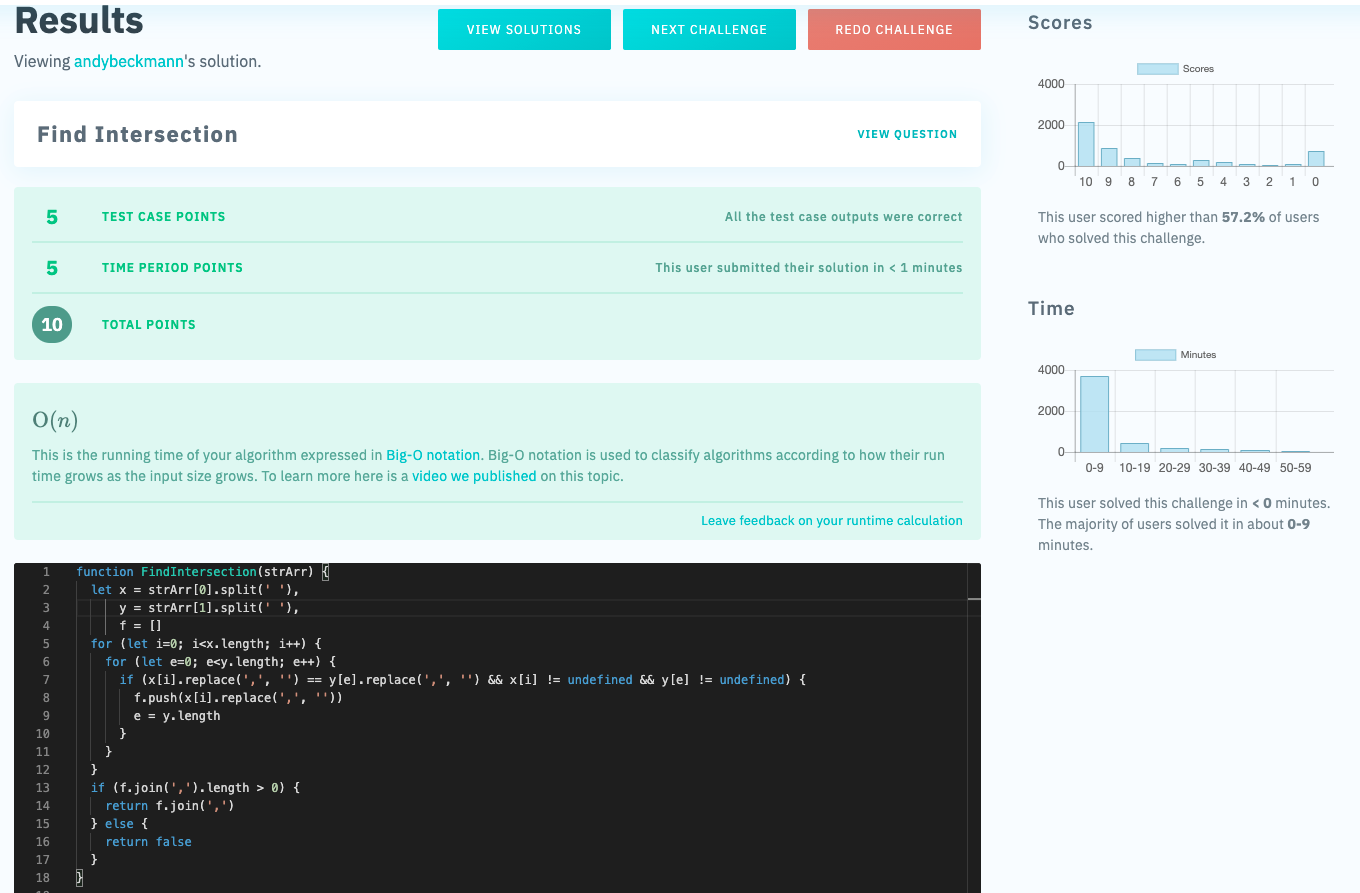 Results
VIEW SOLUTIONS
NEXT CHALLENGE
REDO CHALLENGE
Viewing andybeckmann's solution.
Find Intersection
VIEW QUESTION
5 TEST CASE POINTS All the test case outputs were correct
5 TIME PERIOD POINTS This user submitted their solution in < 1 minutes
10 TOTAL POINTS
O(n)
This is the running time of your algorithm expressed in Big-O notation. Big-O notation is used to classify algorithms according to how their run
time grows as the input size grows. To learn more here is a video we published on this topic.
Leave feedback on your runtime calculation
1 function FindIntersection(strArr) {
2 let x = strArr[0].split(' '),
3 y = strArr[1].split(' '),
4 f = []
5 for (let i=0; i<x.length; i++) {
6 for (let e=0; e<y.length; e++) {
7 if (x[i].replace(',', '') == y[e].replace(',', '') && x[i] != undefined && y[e] != undefined) {
8 f.push(x[i].replace(',', ''))
9 e = y.length
10 }
11 }
12 }
13 if (f.join(',').length > 0) {
14 return f.join(',')
15 } else {
16 return false
17 }
18 }
Scores
Scores
4000
2000
0
10 9 8 7 6 5 4 3 2 1 0
This user scored higher than 57.2% of users
who solved this challenge.
Time
Minutes
4000
2000
0
0-9 10-19 20-29 30-39 40-49 50-59
This user solved this challenge in < 0 minutes.
The majority of users solved it in about 0-9
minutes.